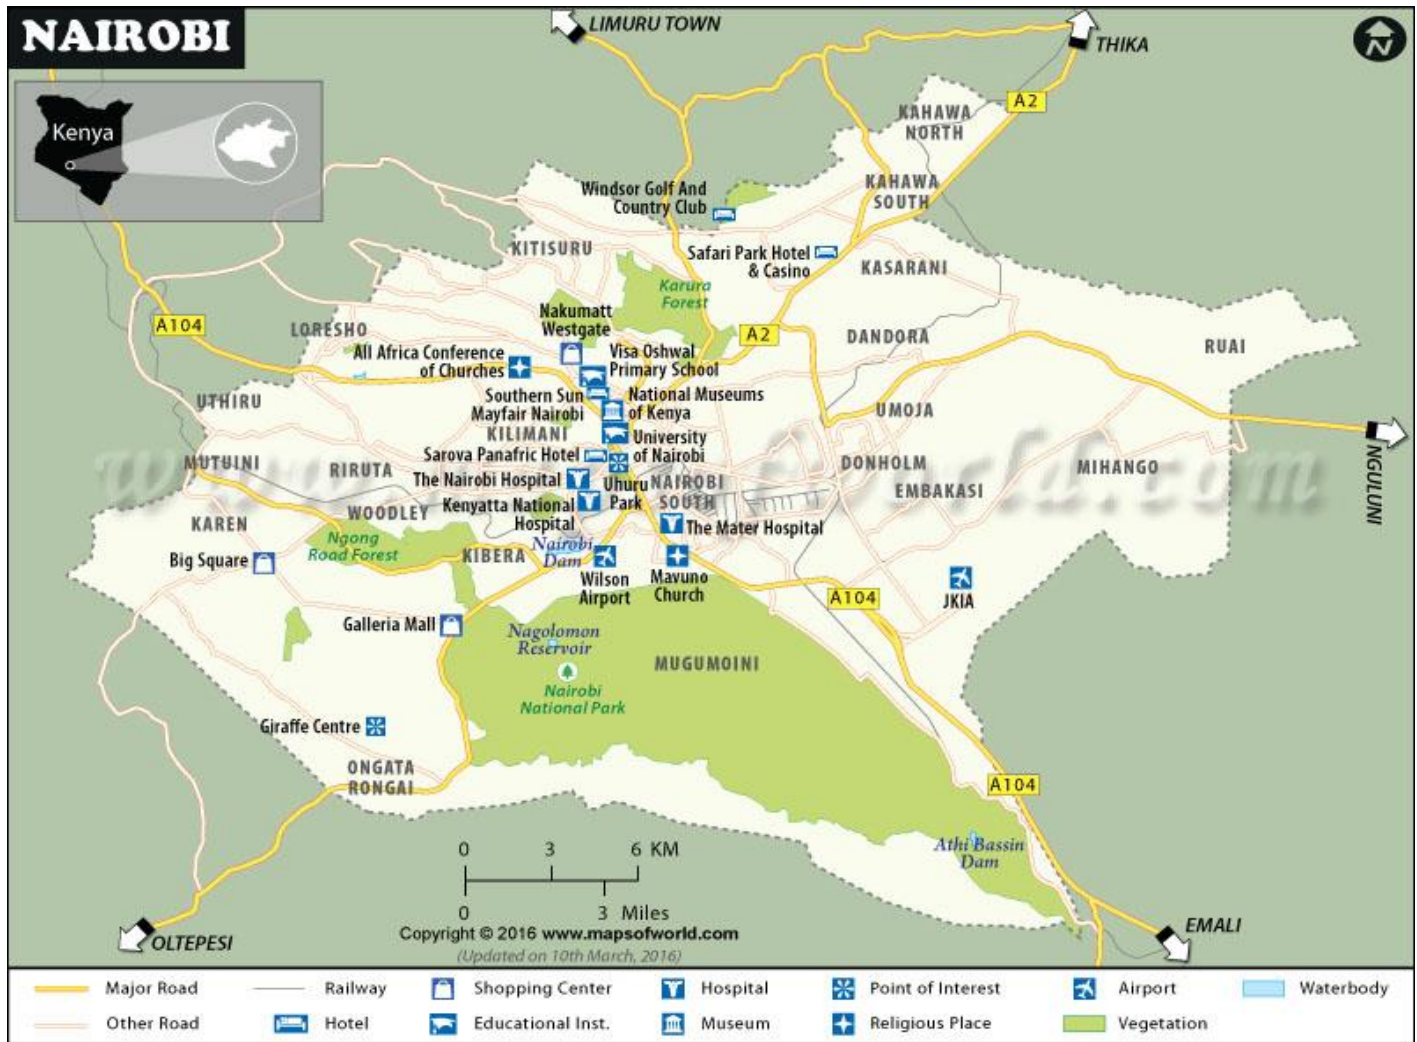 NAIROBI
LIMURU TOWN
THIKA
N
Kenya
A2
KAHAWA
NORTH
KAHAWA
SOUTH
Windsor Golf And
Country Club
KITISURU
Safari Park Hotel
& Casino
KASARANI
Karura
Forest
Nakumatt
Westgate
A104
LORESHO
A2
DANDORA
RUAI
All Africa Conference
of Churches
Visa Oshwal
Primary School
Southern Sun
Mayfair Nairobi
National Museums
of Kenya
UTHIRU
UMOJA
KILIMANI
University
of Nairobi
Sarova Panafric Hotel
MUTUINI
RIRUTA
The Nairobi Hospital
Uhuru
Park
NAIROBI
SOUTH
DONHOLM
EMBAKASI
MIHANGO
NGULUNI
Kenyatta National
Hospital
WOODLEY
KAREN
The Mater Hospital
Ngong
Road Forest
KIBERA
Nairobi
Dam
Big Square
Wilson
Airport
Mavuno
Church
A104
JKIA
Galleria Mall
Nagolomon
Reservoir
MUGUMOINI
Nairobi
National Park
Giraffe Centre
ONGATA
RONGAI
A104
Athi Bassin
Dam
0 3 6 KM
0 3 Miles
Copyright © 2016 www.mapsofworld.com
(Updated on 10th March, 2016)
OLTEPESI
EMALI
Major Road
Railway
Shopping Center
Hospital
Point of Interest
Airport
Waterbody
Other Road
Hotel
Educational Inst.
Museum
Religious Place
Vegetation